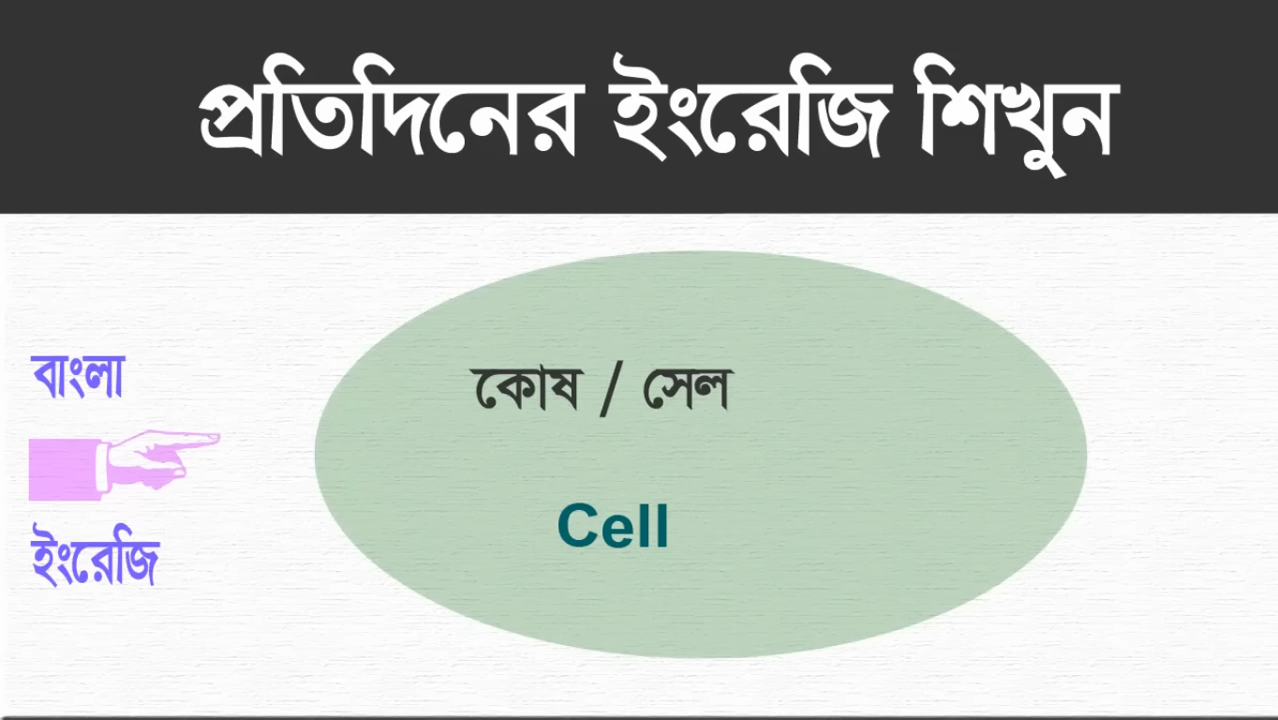 প্রতিদিনের ইংরেজি শিখুন
বাংলা
ইংরেজি
কোষ / সেল
Cell